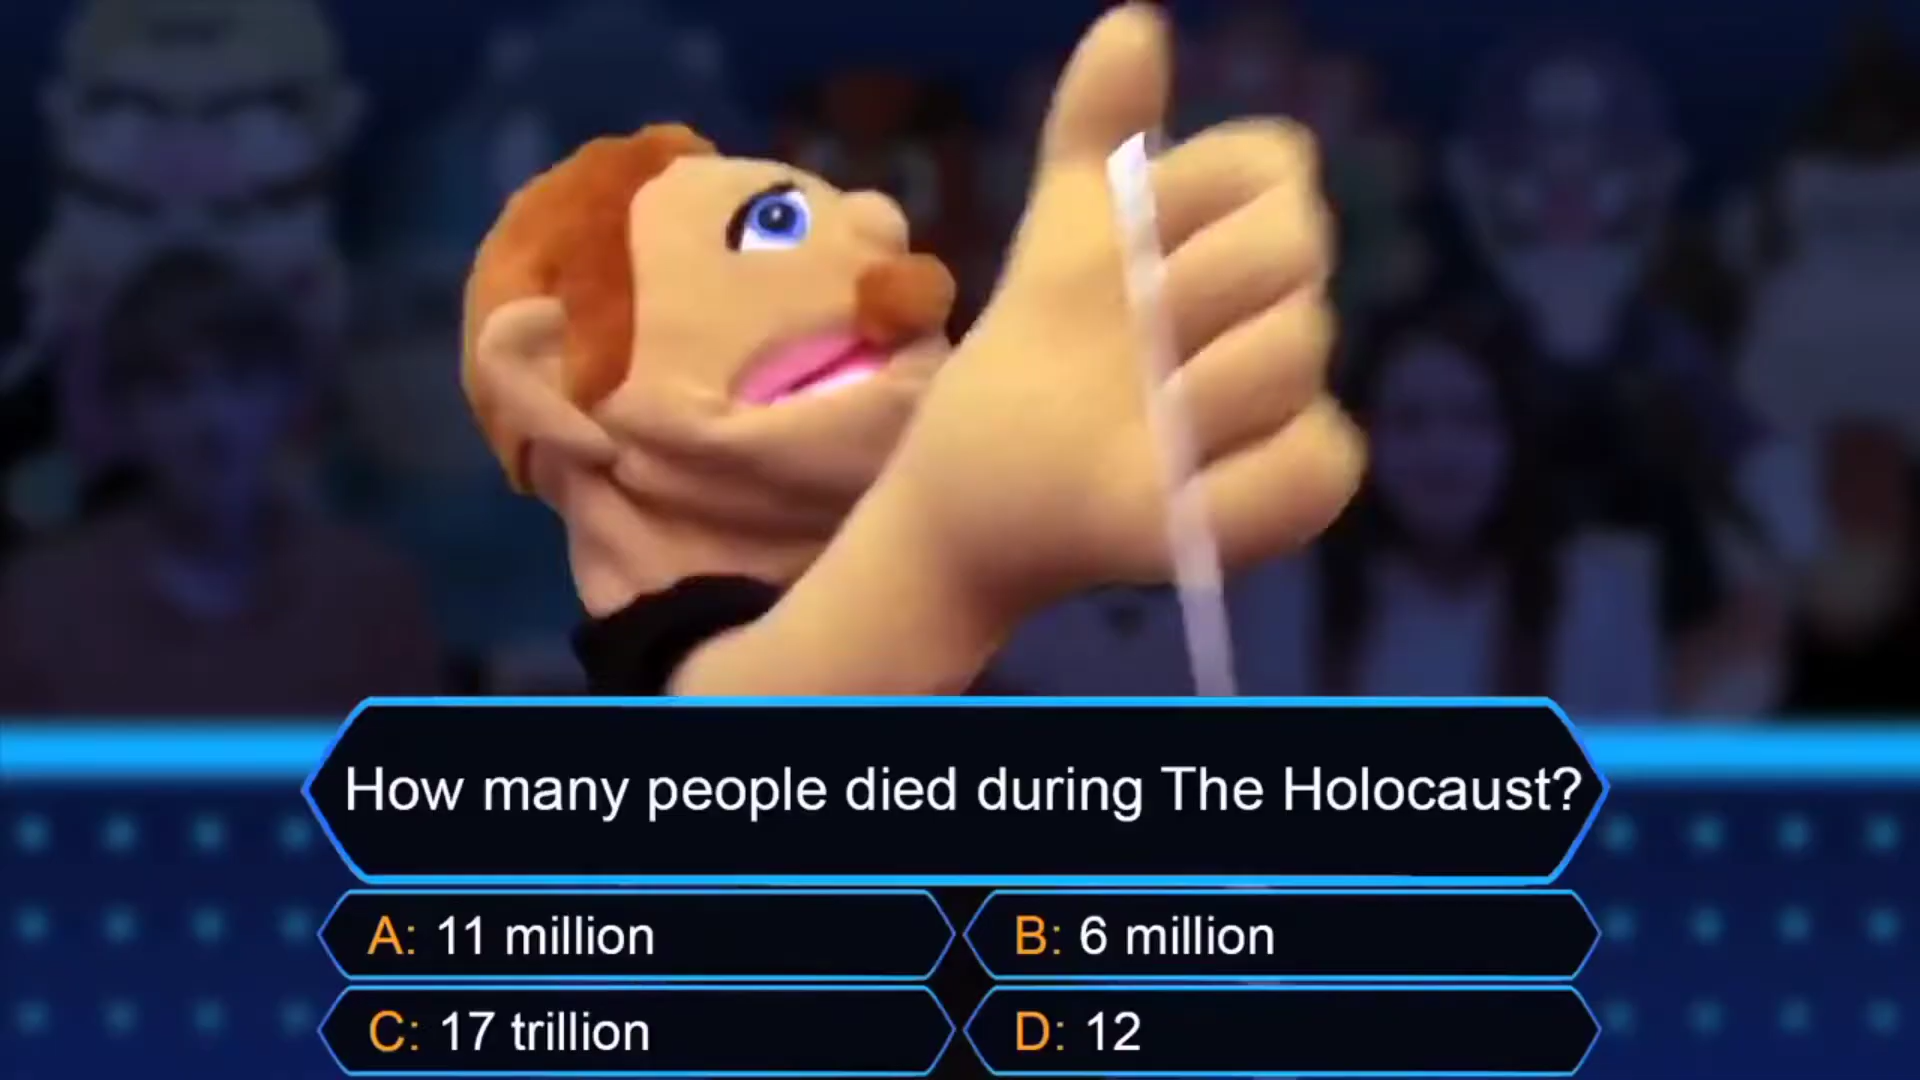 How many people died during The Holocaust?
A: 11 million
B: 6 million
C: 17 trillion
D: 12